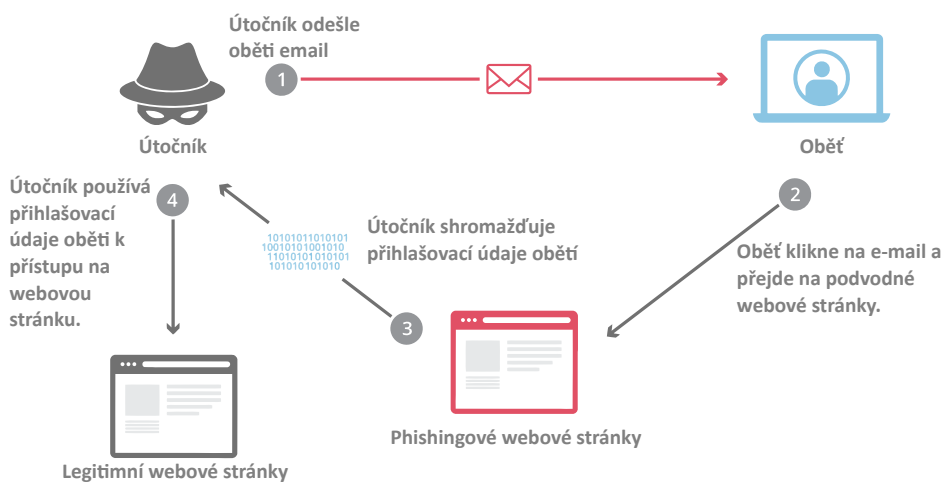 Útočník odešle
oběti email
1
Útočník
Oběť
Útočník používá
přihlašovací
údaje oběti k
přístupu na
webovou
stránku.
4
2
Útočník shromažďuje
přihlašovací údaje obětí
10101011010101
10010101001010
11010101010101
101010101010
Oběť klikne na e-mail a
přejde na podvodné
webové stránky.
3
Phishingové webové stránky
Legitimní webové stránky